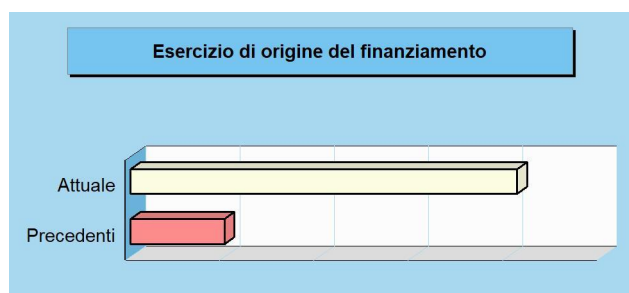 Esercizio di origine del finanziamento
Attuale
Precedenti